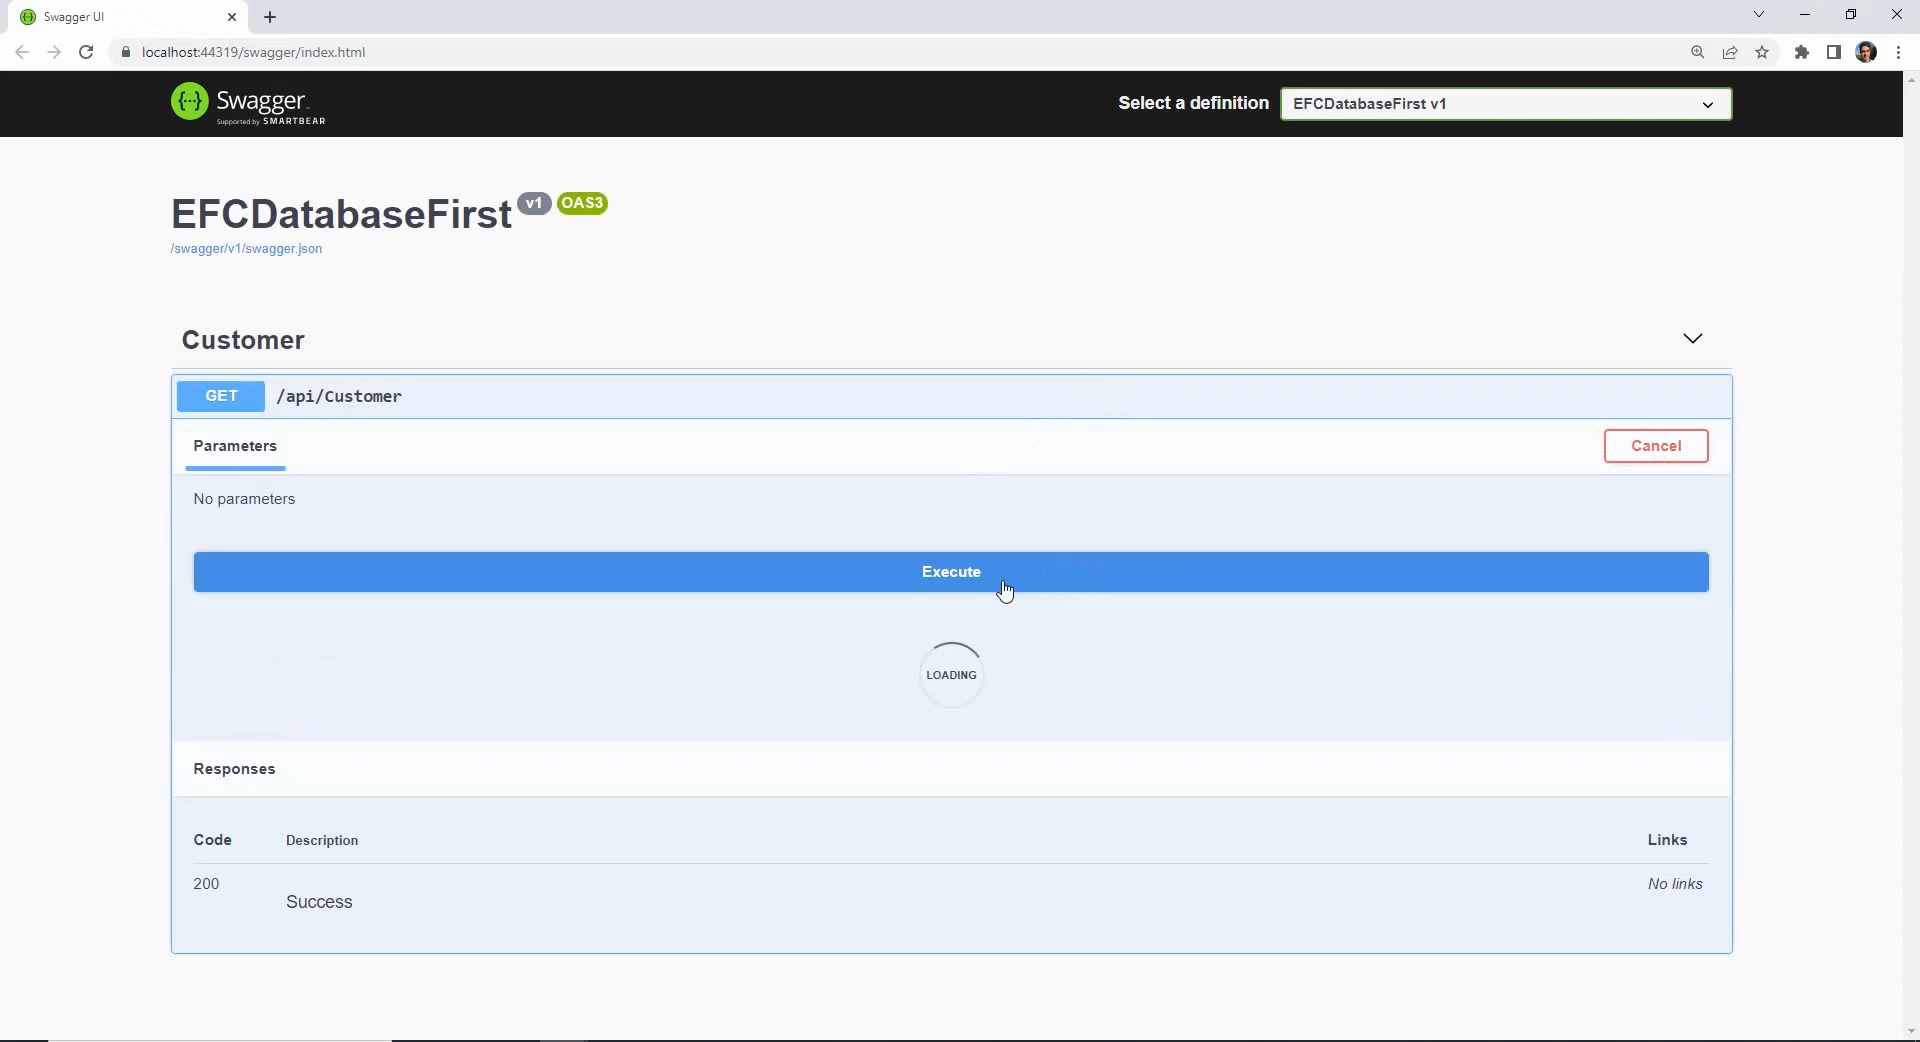 Swagger UI
localhost:44319/swagger/index.html
{···} Swagger
Supported by SMARTBEAR
Select a definition
EFCDatabaseFirst v1
EFCDatabaseFirst v1 OAS3
/swagger/v1/swagger.json
Customer
GET /api/Customer
Parameters
Cancel
No parameters
Execute
LOADING
Responses
Code Description Links
200 No links
Success